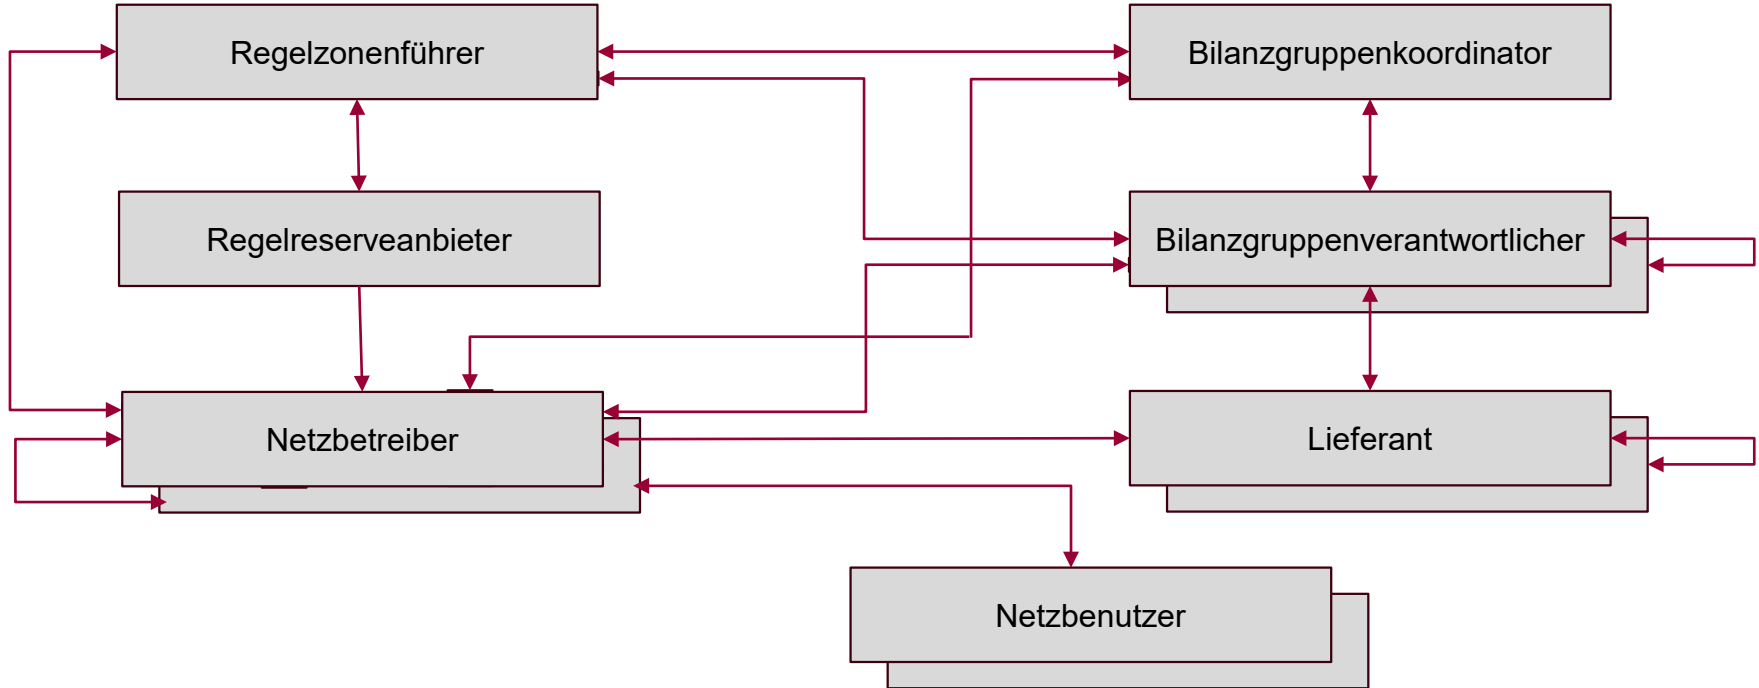 Regelzonenführer
Bilanzgruppenkoordinator
Regelreserveanbieter
Bilanzgruppenverantwortlicher
Netzbetreiber
Lieferant
Netzbenutzer